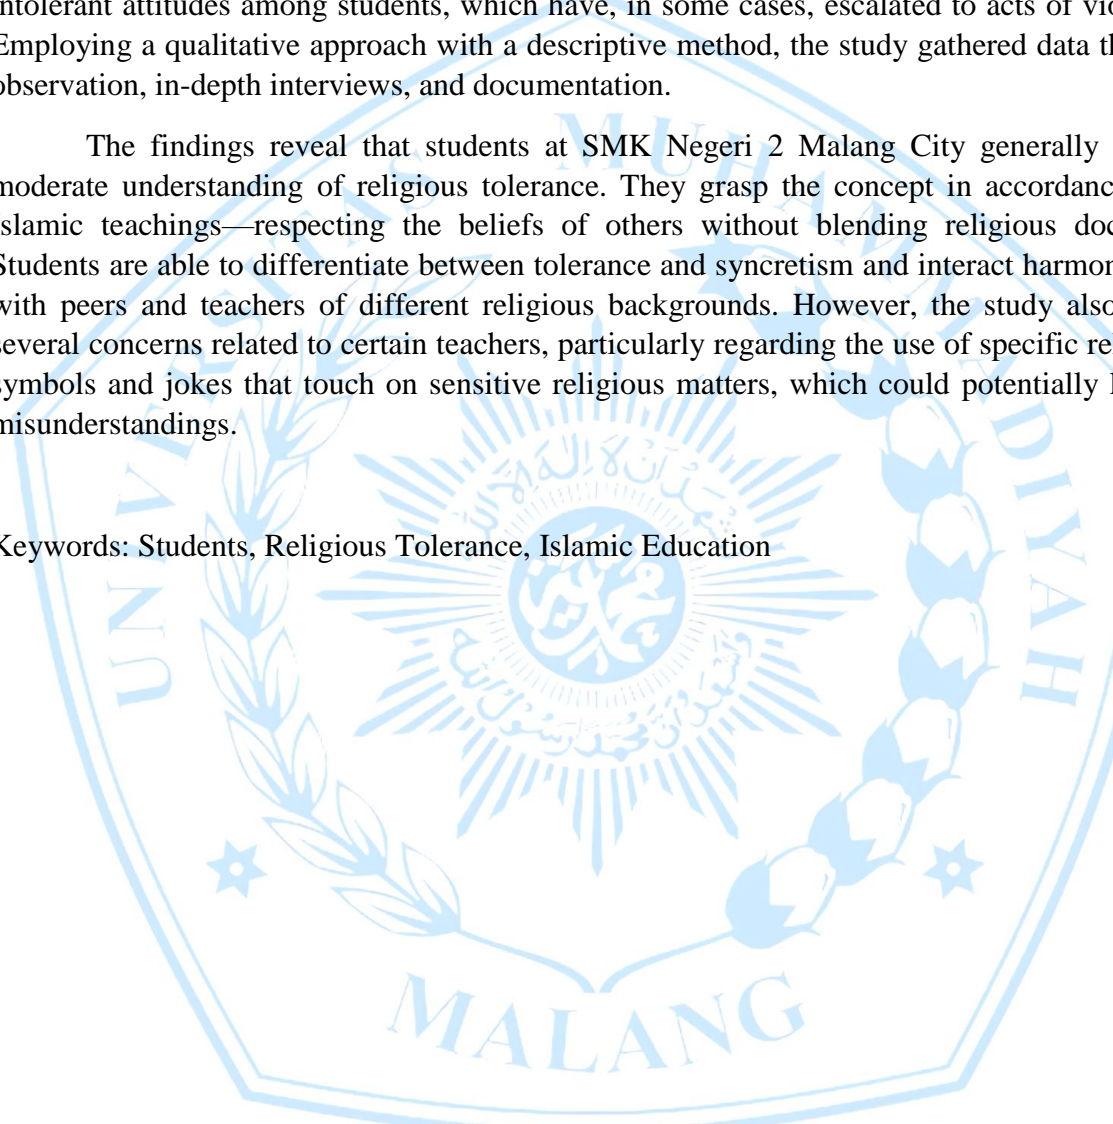 intolerant attitudes among students, which have, in some cases, escalated to acts of vio
Employing a qualitative approach with a descriptive method, the study gathered data th
observation, in-depth interviews, and documentation.
The findings reveal that students at SMK Negeri 2 Malang City generally
moderate understanding of religious tolerance. They grasp the concept in accordanc
Islamic teachings—respecting the beliefs of others without blending religious doc
Students are able to differentiate between tolerance and syncretism and interact harmon
with peers and teachers of different religious backgrounds. However, the study also
several concerns related to certain teachers, particularly regarding the use of specific re
symbols and jokes that touch on sensitive religious matters, which could potentially l
misunderstandings.
Keywords: Students, Religious Tolerance, Islamic Education
UNIVERSITAS MUHAMMADIYAH
MALANG